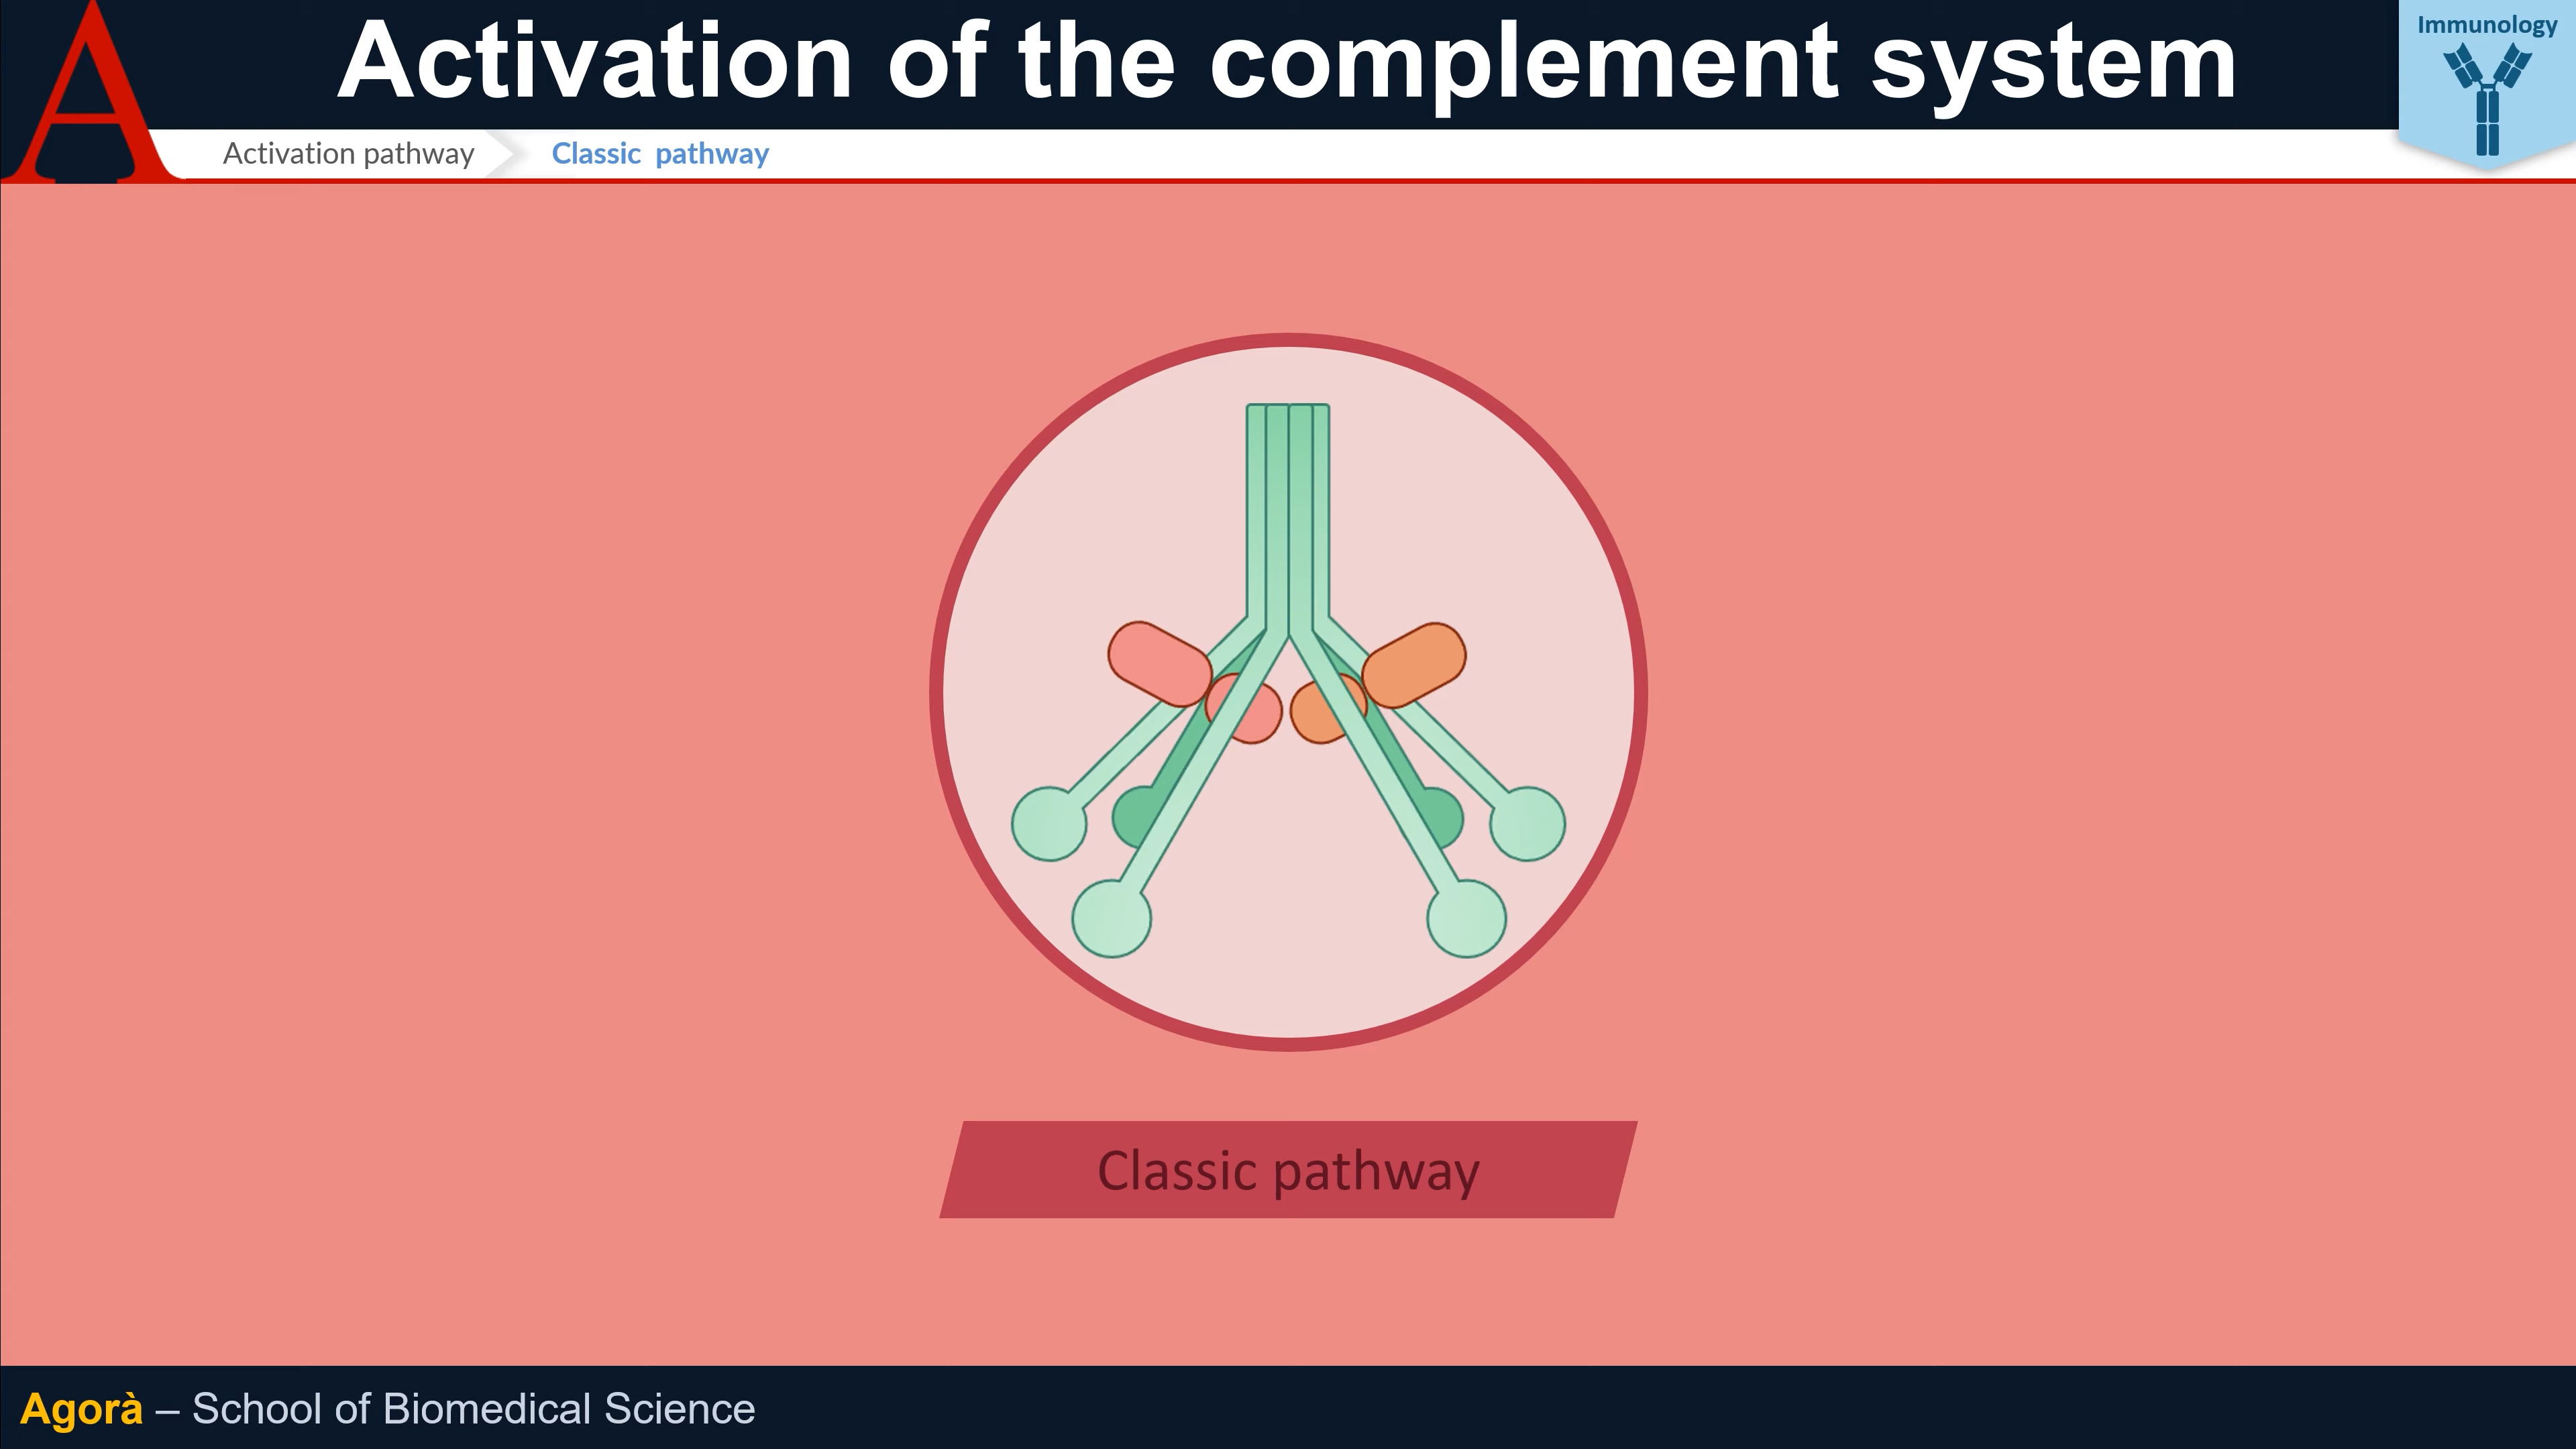 Activation of the complement system
Immunology
A
Activation pathway
Classic pathway
Classic pathway
Agorà – School of Biomedical Science